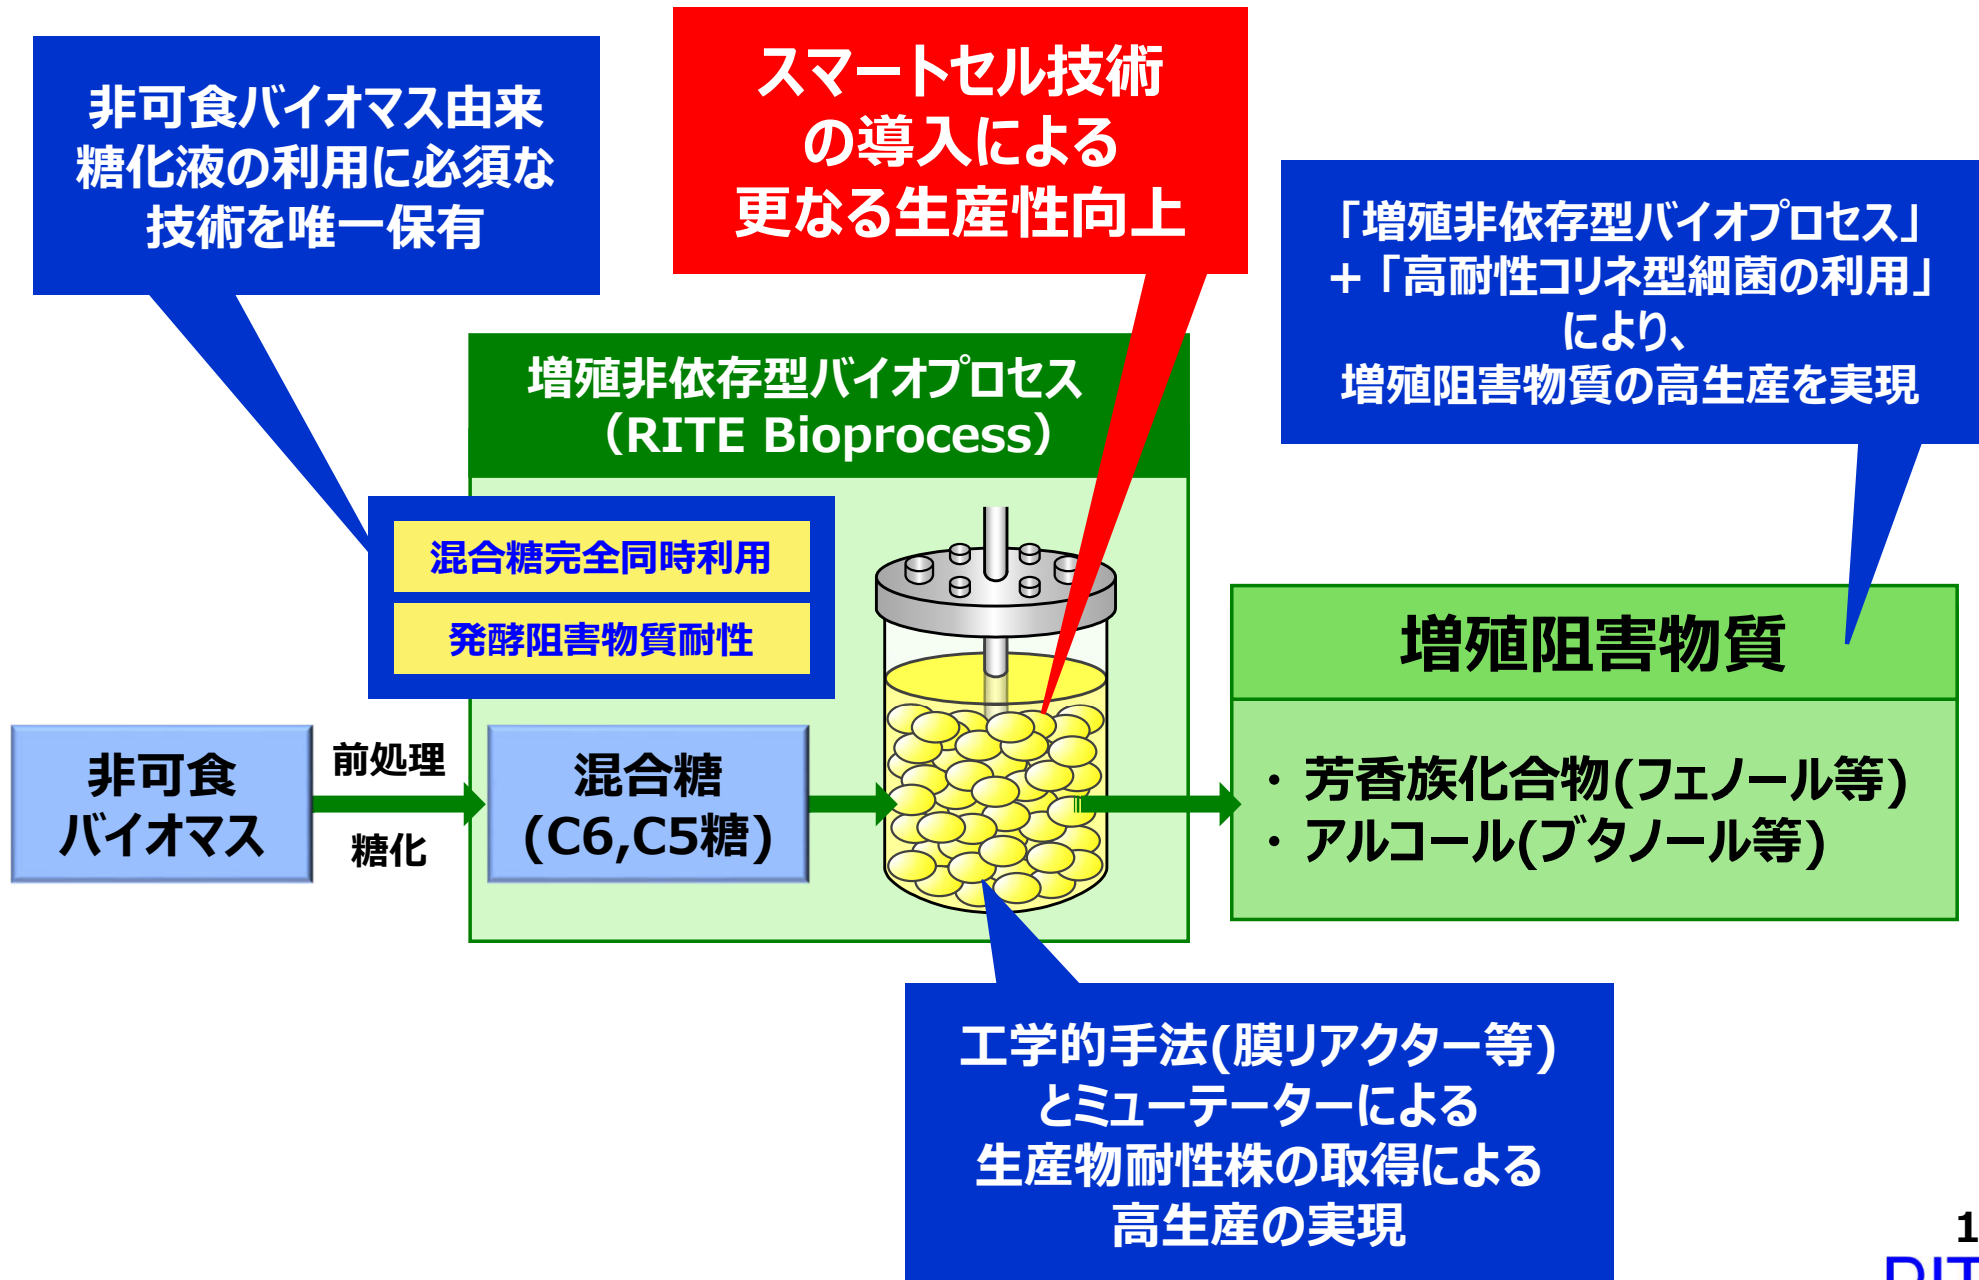 非可食バイオマス由来
糖化液の利用に必須な
技術を唯一保有
スマートセル技術
の導入による
更なる生産性向上
「増殖非依存型バイオプロセス」
+「高耐性コリネ型細菌の利用」
により、
増殖阻害物質の高生産を実現
増殖非依存型バイオプロセス
（RITE Bioprocess）
混合糖完全同時利用
発酵阻害物質耐性
非可食
バイオマス
前処理
糖化
混合糖
(C6,C5糖)
増殖阻害物質
・芳香族化合物(フェノール等)
・アルコール(ブタノール等)
工学的手法(膜リアクター等)
とミューテーターによる
生産物耐性株の取得による
高生産の実現
1